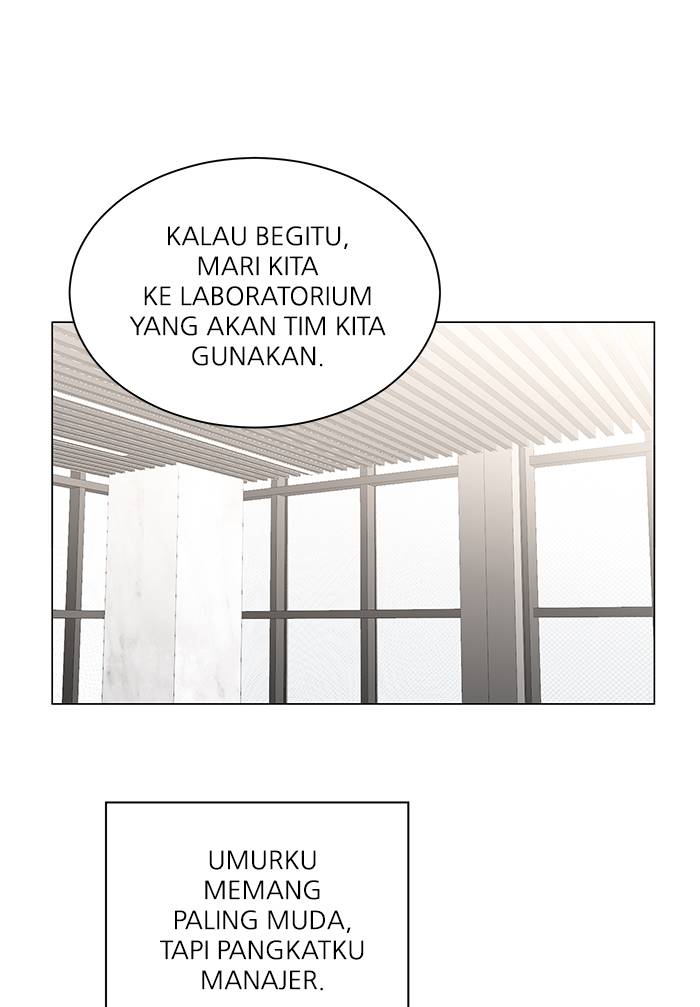 KALAU BEGITU,
MARI KITA
KE LABORATORIUM
YANG AKAN TIM KITA
GUNAKAN.
UMURKU
MEMANG
PALING MUDA,
TAPI PANGKATKU
MANAJER.